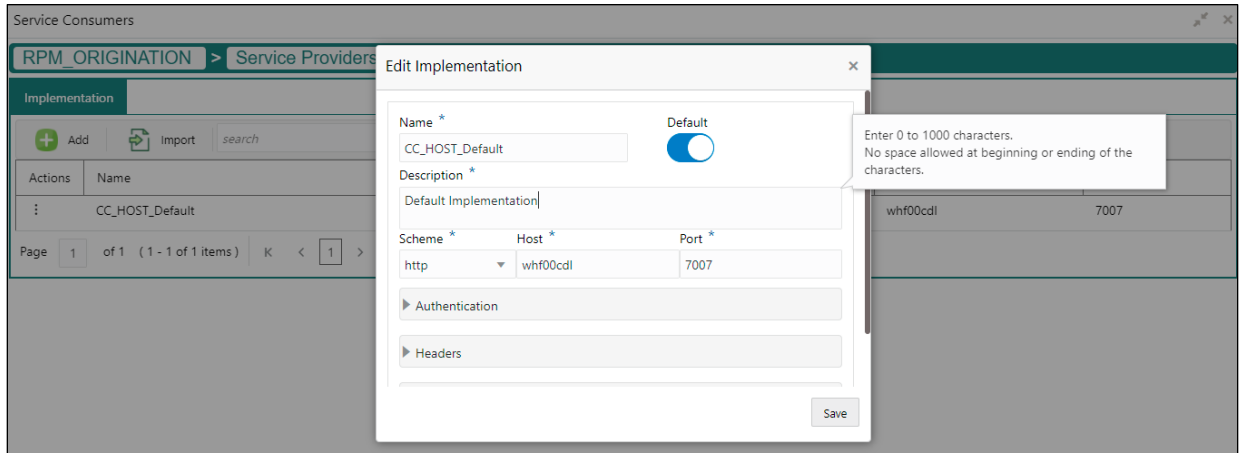 Service Consumers
RPM_ORIGINATION > Service Providers
Implementation
Add Import search
Actions Name
CC_HOST_Default whf00cdl 7007
Page 1 of 1 (1 - 1 of 1 items) K < 1 >
Edit Implementation ×
Name * Default
CC_HOST_Default
Description *
Default Implementation
Scheme * Host * Port *
http whf00cdl 7007
Authentication
Headers
Save
Enter 0 to 1000 characters.
No space allowed at beginning or ending of the
characters.